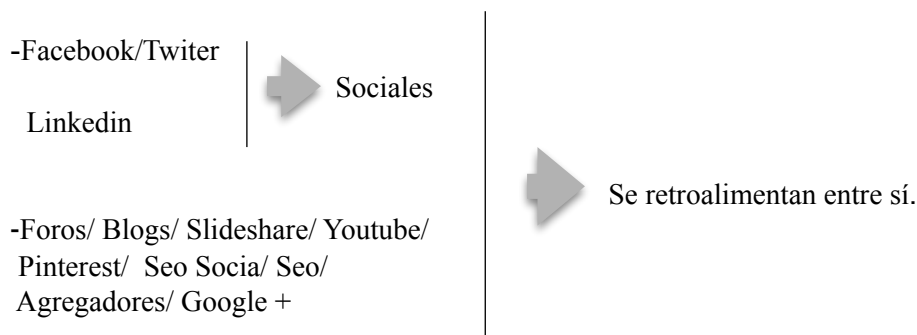 -Facebook/Twiter
Linkedin
Sociales
-Foros/ Blogs/ Slideshare/ Youtube/
Pinterest/ Seo Socia/ Seo/
Agregadores/ Google +
Se retroalimentan entre sí.